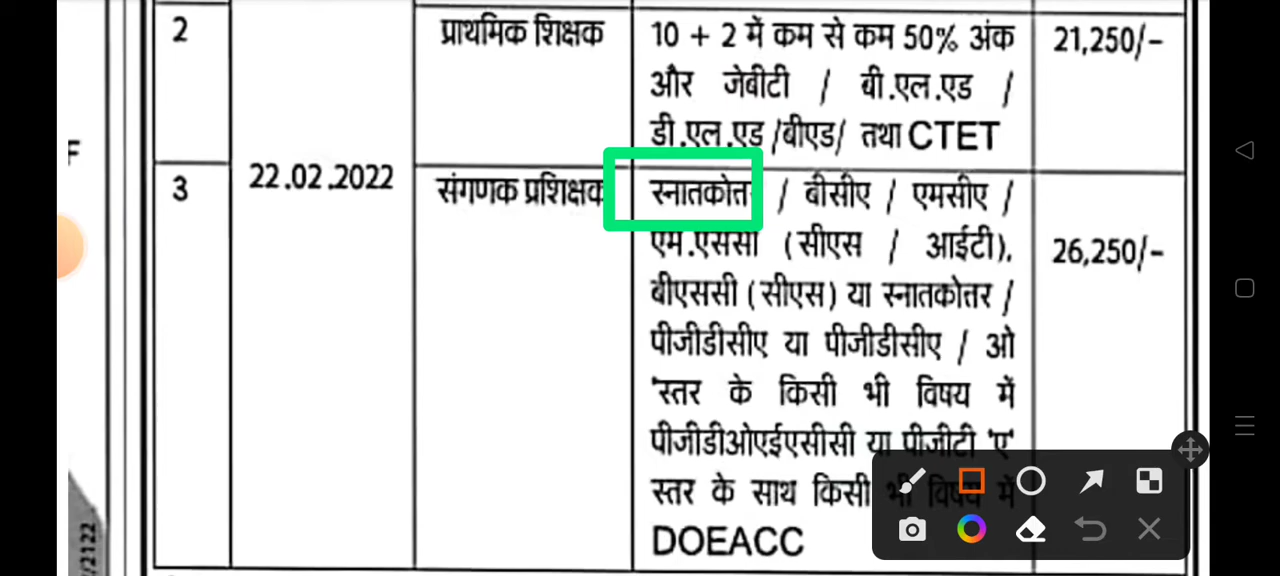 2
प्राथमिक शिक्षक
10 + 2 में कम से कम 50% अंक
और जेबीटी / बी.एल.एड /
डी.एल.एड /बीएड/ तथा CTET
21,250/-
22.02.2022
3
संगणक प्रशिक्षक
स्नातकोत्तर / बीसीए / एमसीए /
एम.एससी (सीएस / आईटी).
बीएससी (सीएस) या स्नातकोत्तर /
पीजीडीसीए या पीजीडीसीए / ओ
'स्तर के किसी भी विषय में
पीजीडीओईएसीसी या पीजीटी 'ए'
स्तर के साथ किसी भी विषय में
DOEACC
26,250/-
F
/2122